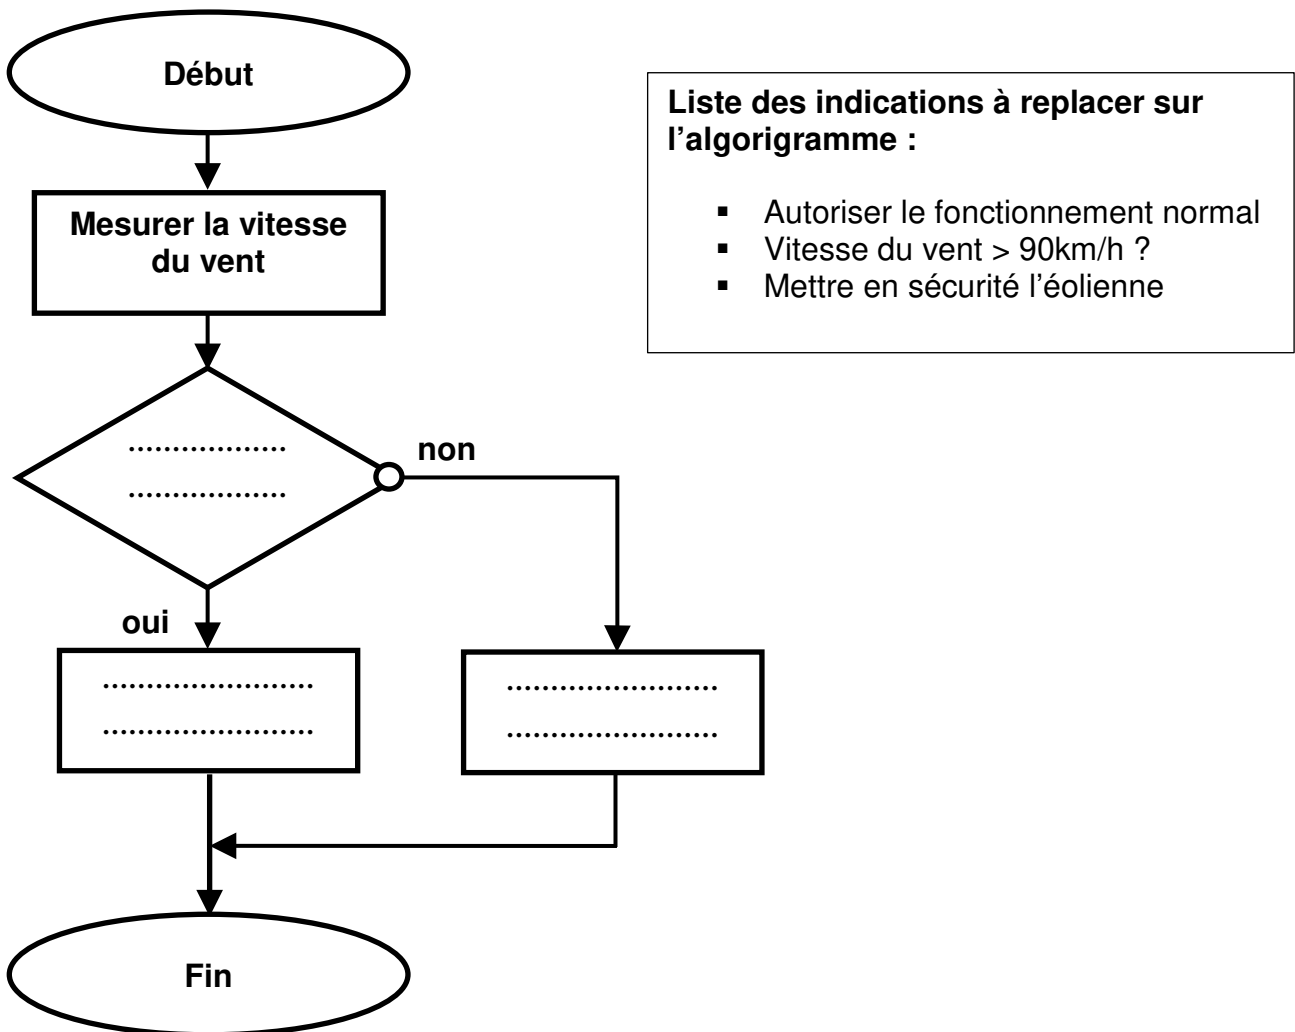 Début
Mesurer la vitesse
du vent
..................
..................
non
oui
........................
........................
........................
........................
Fin
Liste des indications à replacer sur
l’algorigramme :
▪ Autoriser le fonctionnement normal
▪ Vitesse du vent > 90km/h ?
▪ Mettre en sécurité l’éolienne